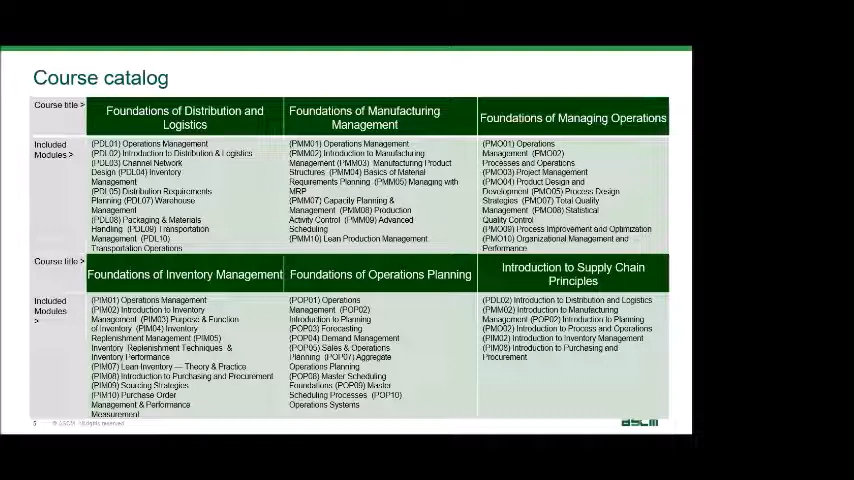 Course catalog
Course title >
Foundations of Distribution and
Logistics
Foundations of Manufacturing
Management
Foundations of Managing Operations
Included
Modules >
(PDL01) Operations Management
(PDL02) Introduction to Distribution & Logistics
(PDL03) Channel Network
Design (PDL04) Inventory
Management
(PDL05) Distribution Requirements
Planning (PDL07) Warehouse
Management
(PDL08) Packaging & Materials
Handling (PDL09) Transportation
Management (PDL10)
Transportation Operations
(PMM01) Operations Management
(PMM02) Introduction to Manufacturing
Management (PMM03) Manufacturing Product
Structures (PMM04) Basics of Material
Requirements Planning (PMM05) Managing with
MRP
(PMM07) Capacity Planning &
Management (PMM08) Production
Activity Control (PMM09) Advanced
Scheduling
(PMM10) Lean Production Management
(PMO01) Operations
Management (PMO02)
Processes and Operations
(PMO03) Project Management
(PMO04) Product Design and
Development (PMO05) Process Design
Strategies (PMO07) Total Quality
Management (PMO08) Statistical
Quality Control
(PMO09) Process Improvement and Optimization
(PMO10) Organizational Management and
Performance
Course title >
Foundations of Inventory Management
Foundations of Operations Planning
Introduction to Supply Chain
Principles
Included
Modules
>
(PIM01) Operations Management
(PIM02) Introduction to Inventory
Management (PIM03) Purpose & Function
of Inventory (PIM04) Inventory
Replenishment Management (PIM05)
Inventory Replenishment Techniques &
Inventory Performance
(PIM07) Lean Inventory — Theory & Practice
(PIM08) Introduction to Purchasing and Procurement
(PIM09) Sourcing Strategies
(PIM10) Purchase Order
Management & Performance
Measurement
(POP01) Operations
Management (POP02)
Introduction to Planning
(POP03) Forecasting
(POP04) Demand Management
(POP05) Sales & Operations
Planning (POP07) Aggregate
Operations Planning
(POP08) Master Scheduling
Foundations (POP09) Master
Scheduling Processes (POP10)
Operations Systems
(PDL02) Introduction to Distribution and Logistics
(PMM02) Introduction to Manufacturing
Management (POP02) Introduction to Planning
(PMO02) Introduction to Process and Operations
(PIM02) Introduction to Inventory Management
(PIM08) Introduction to Purchasing and
Procurement
5 © ASCM. All rights reserved
ASCM